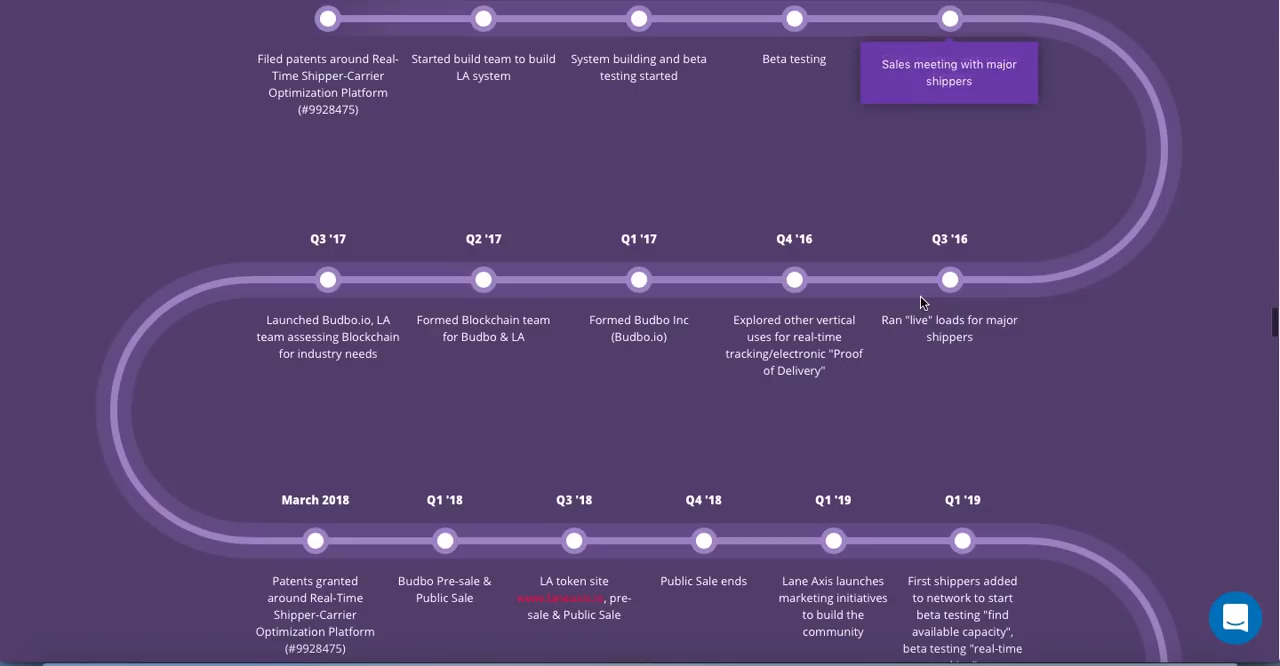 Filed patents around Real-
Time Shipper-Carrier
Optimization Platform
(#9928475)
Started build team to build
LA system
System building and beta
testing started
Beta testing
Sales meeting with major
shippers
Q3 '17
Q2 '17
Q1 '17
Q4 '16
Q3 '16
Launched Budbo.io, LA
team assessing Blockchain
for industry needs
Formed Blockchain team
for Budbo & LA
Formed Budbo Inc
(Budbo.io)
Explored other vertical
uses for real-time
tracking/electronic "Proof
of Delivery"
Ran "live" loads for major
shippers
March 2018
Q1 '18
Q3 '18
Q4 '18
Q1 '19
Q1 '19
Patents granted
around Real-Time
Shipper-Carrier
Optimization Platform
(#9928475)
Budbo Pre-sale &
Public Sale
LA token site
, pre-
sale & Public Sale
Public Sale ends
Lane Axis launches
marketing initiatives
to build the
community
First shippers added
to network to start
beta testing "find
available capacity",
beta testing "real-time